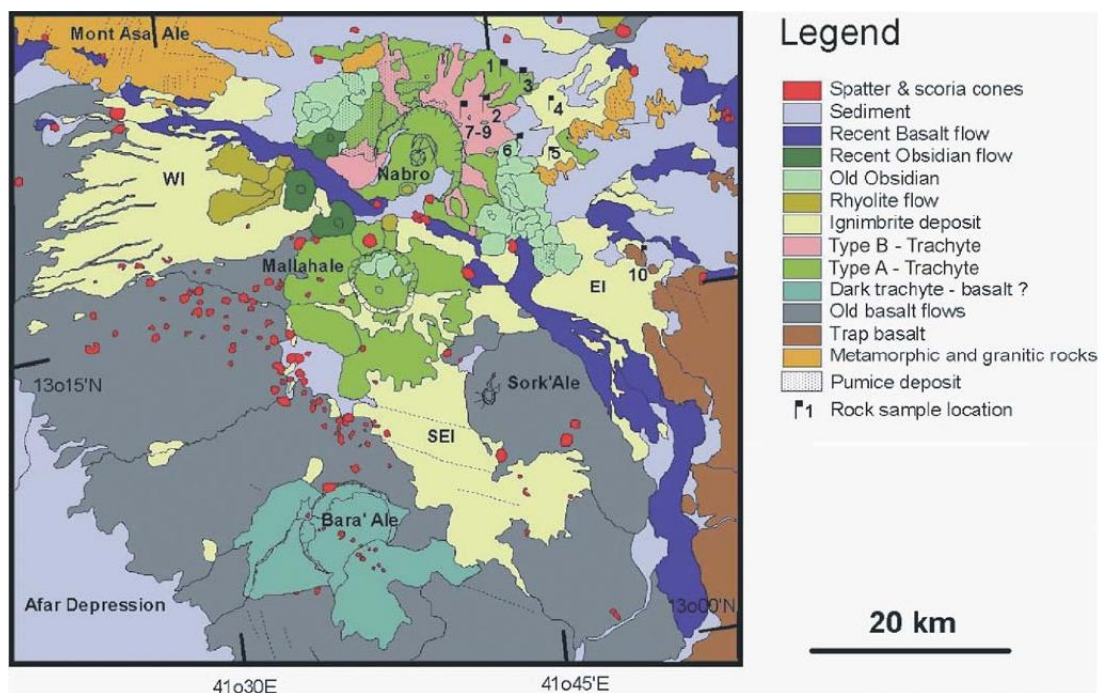 Mont Asa Ale
1
3
4
2
7-9
6
5
WI
Nabro
Mallahale
10
EI
13o15'N
Sork'Ale
SEI
Bara' Ale
Afar Depression
13o00'N
41o30E
41o45'E
Legend
Spatter & scoria cones
Sediment
Recent Basalt flow
Recent Obsidian flow
Old Obsidian
Rhyolite flow
Ignimbrite deposit
Type B - Trachyte
Type A - Trachyte
Dark trachyte - basalt ?
Old basalt flows
Trap basalt
Metamorphic and granitic rocks
Pumice deposit
1 Rock sample location
20 km